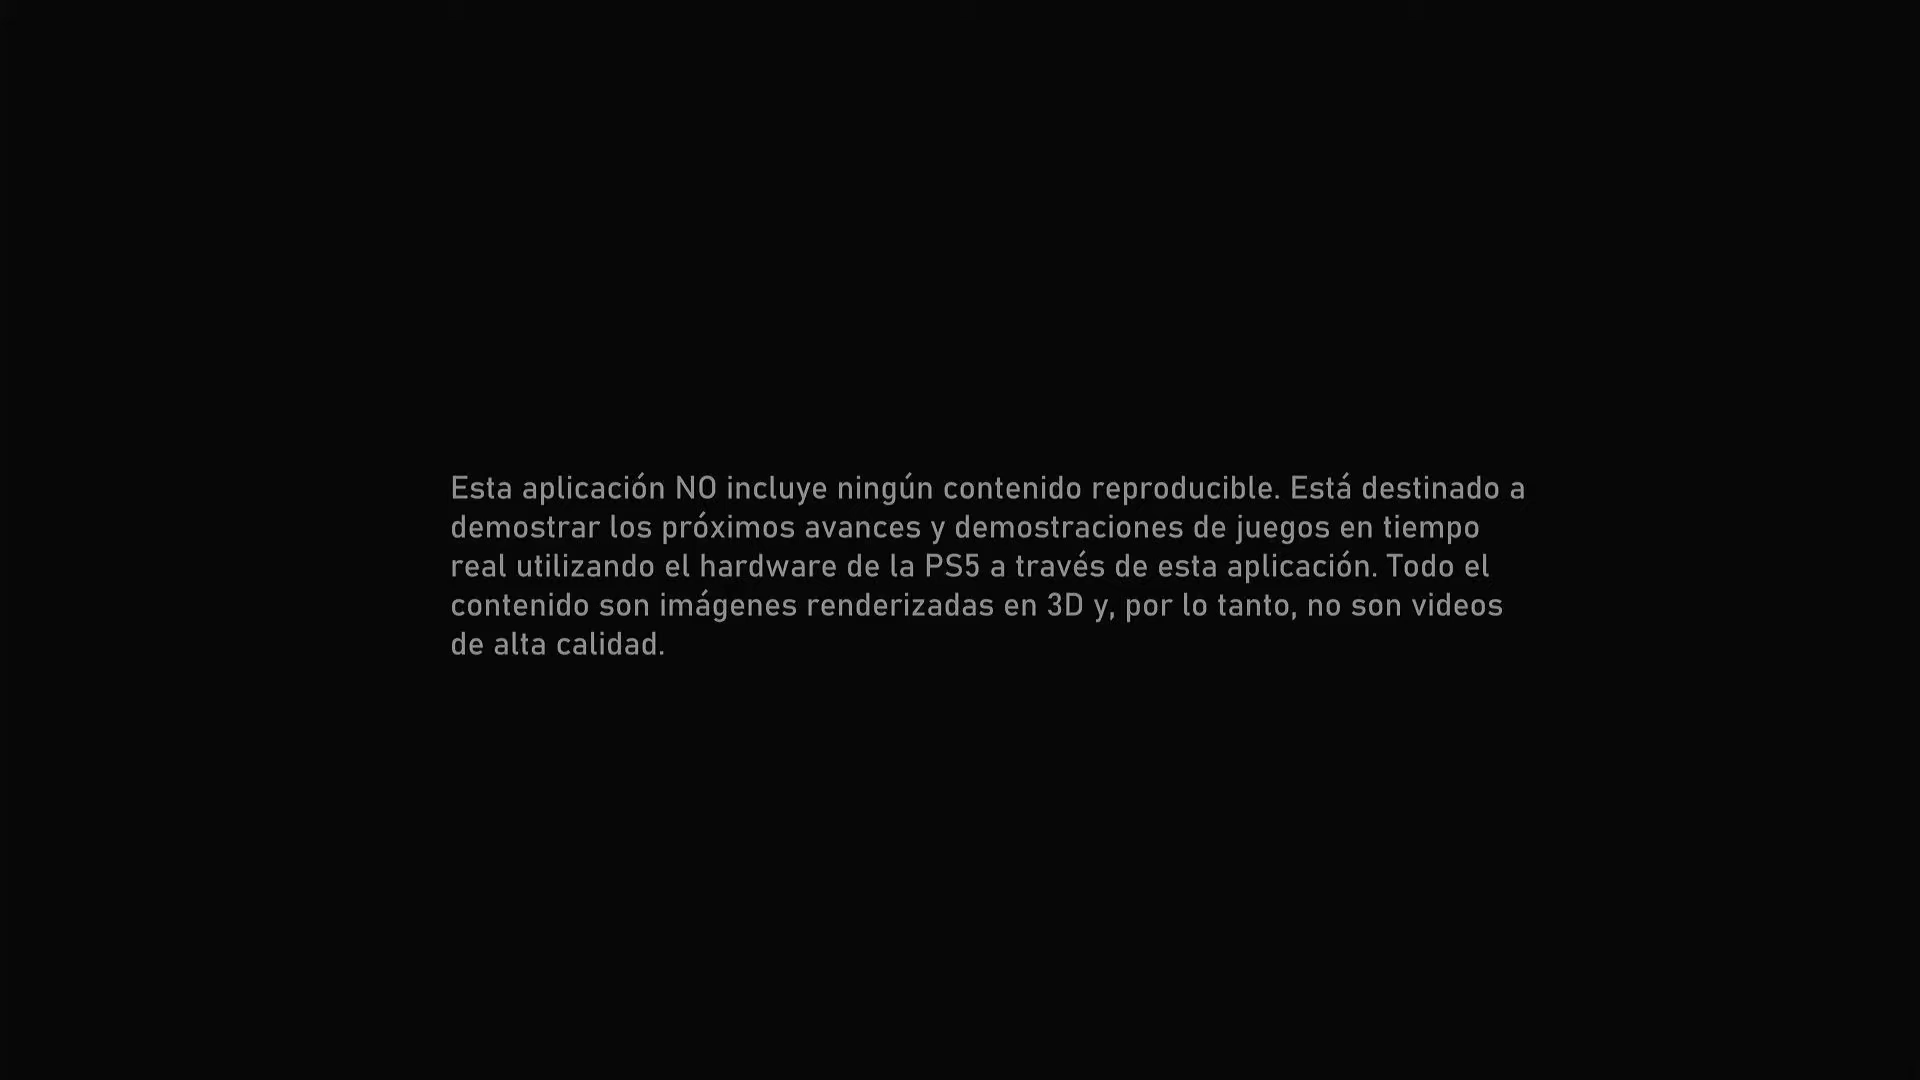 Esta aplicación NO incluye ningún contenido reproducible. Está destinado a
demostrar los próximos avances y demostraciones de juegos en tiempo
real utilizando el hardware de la PS5 a través de esta aplicación. Todo el
contenido son imágenes renderizadas en 3D y, por lo tanto, no son videos
de alta calidad.